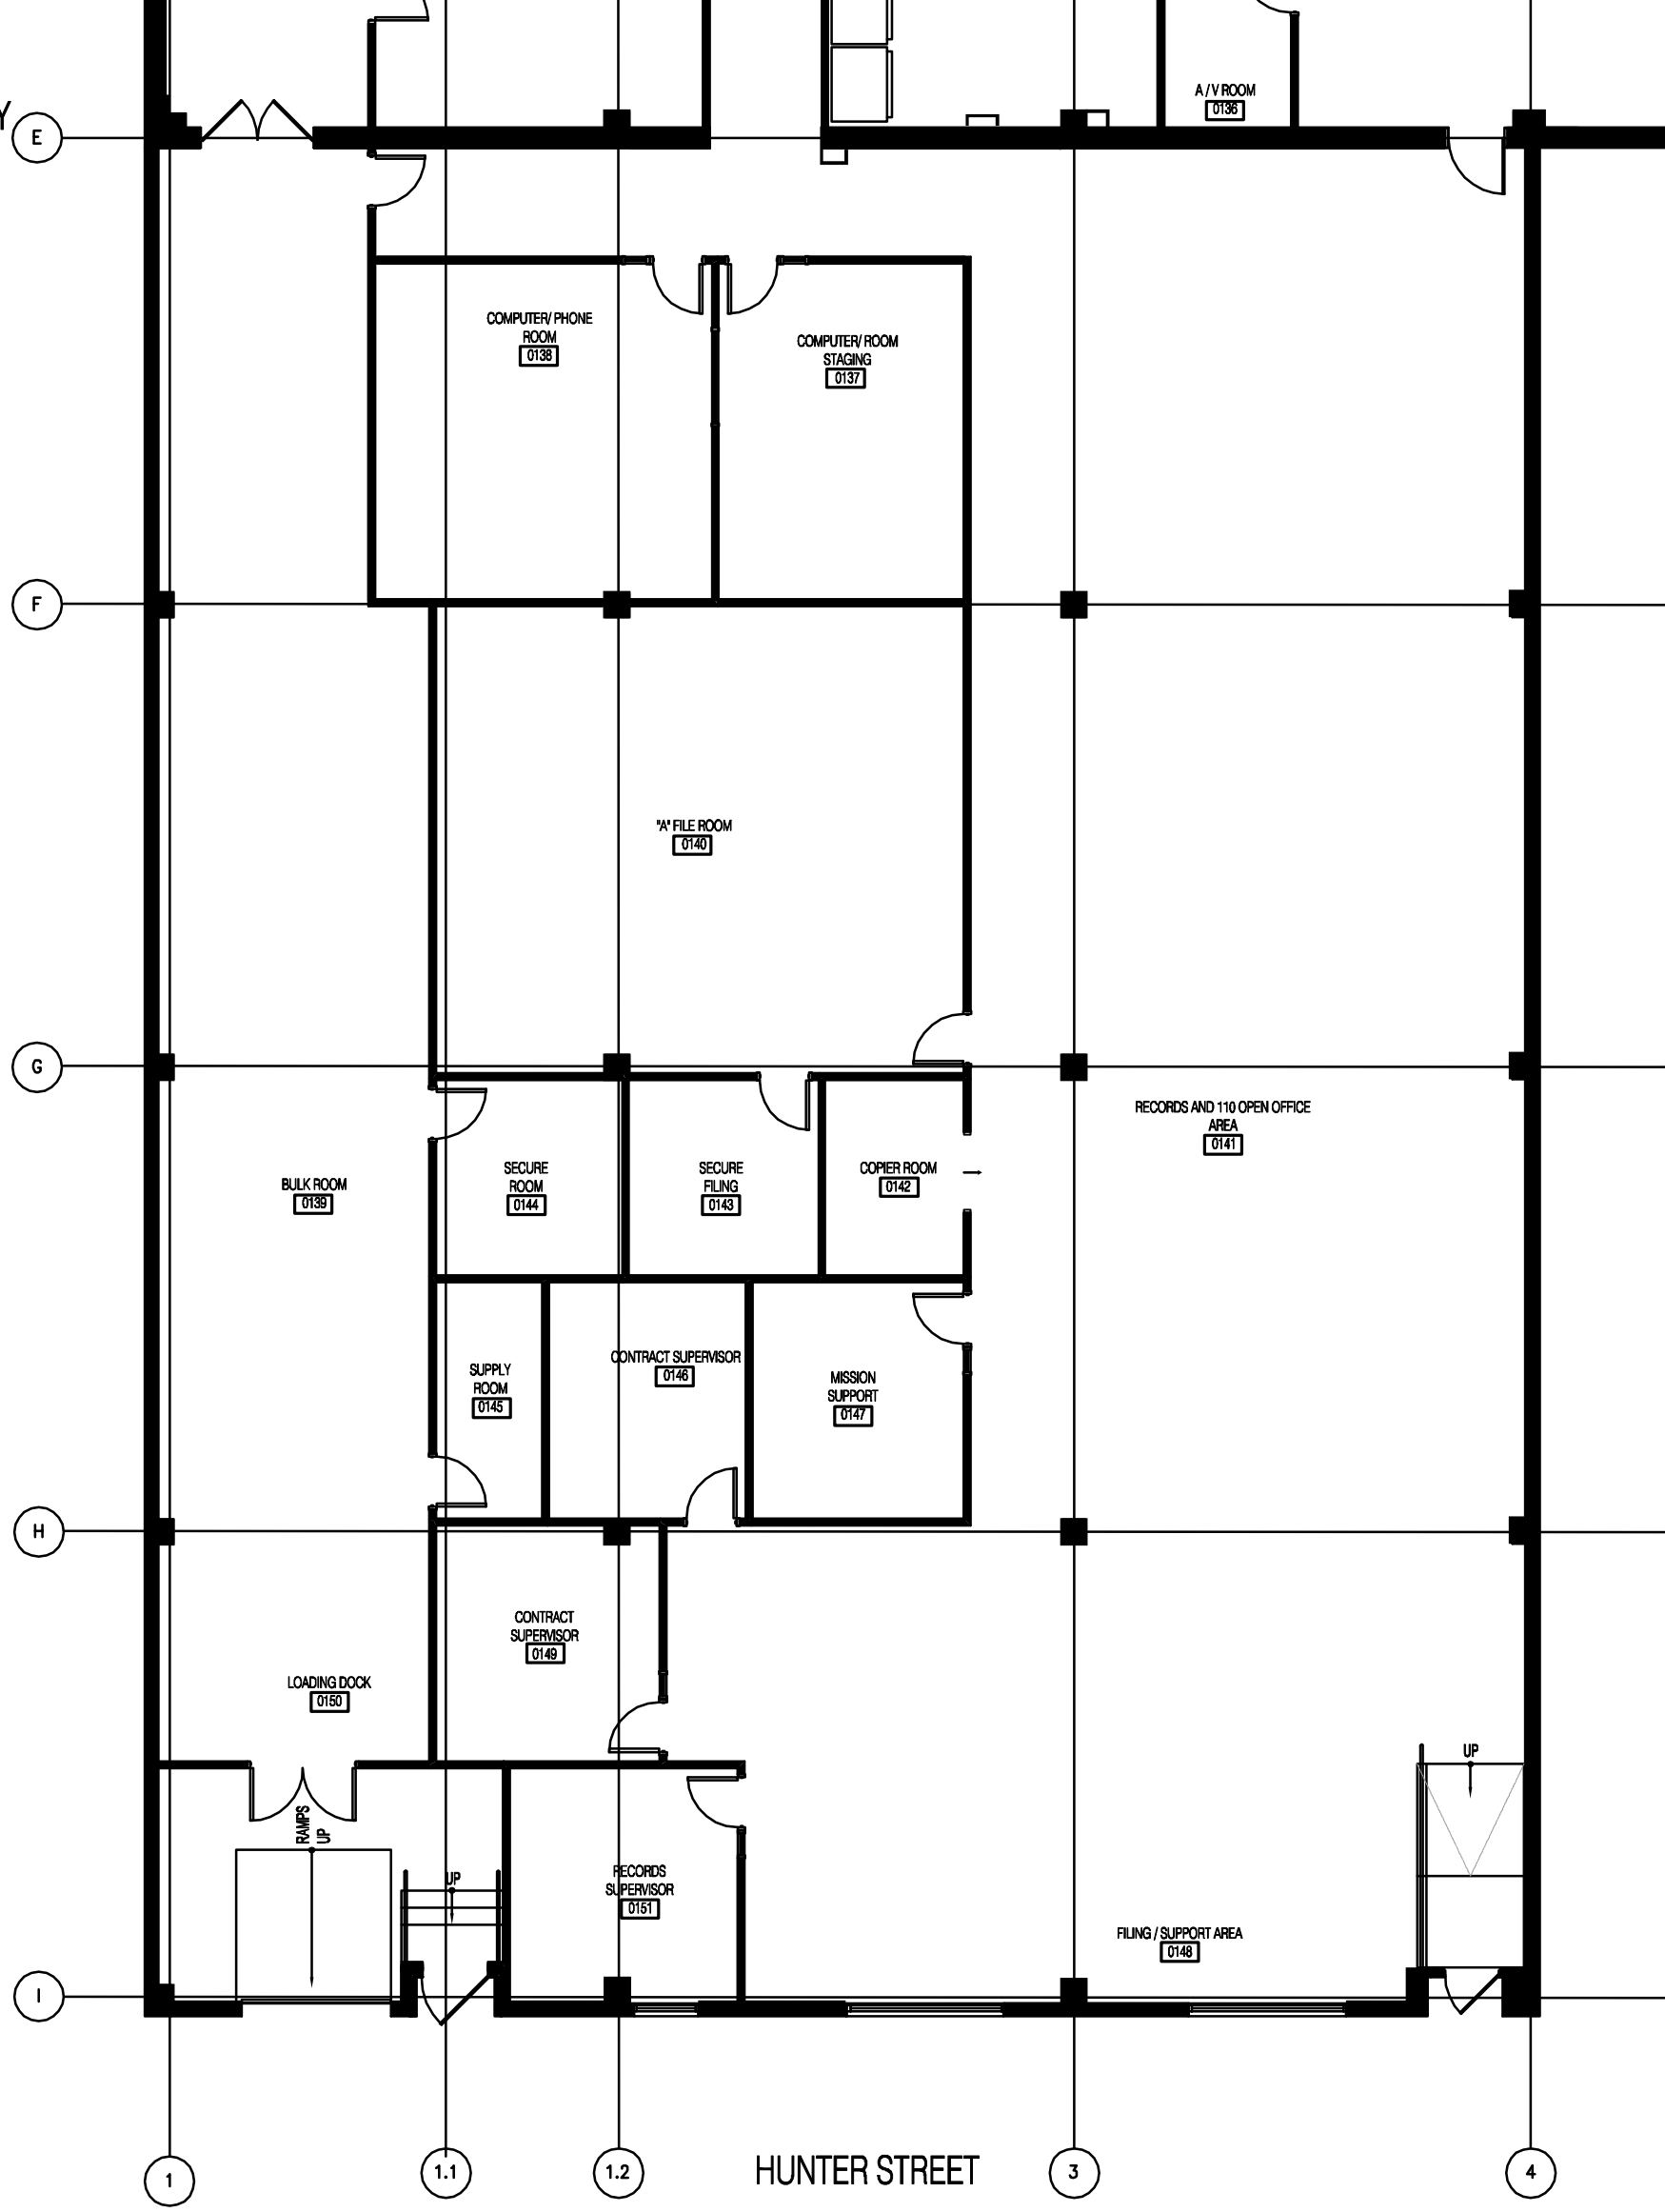 A / V ROOM
0136
Y
E
COMPUTER/ PHONE
ROOM
0138
COMPUTER/ ROOM
STAGING
0137
F
"A" FILE ROOM
0140
G
RECORDS AND 110 OPEN OFFICE
AREA
0141
BULK ROOM
0139
SECURE
ROOM
0144
SECURE
FILING
0143
COPIER ROOM
0142
SUPPLY
ROOM
0145
CONTRACT SUPERVISOR
0146
MISSION
SUPPORT
0147
H
CONTRACT
SUPERVISOR
0149
LOADING DOCK
0150
UP
RAMPS
UP
UP
RECORDS
SUPERVISOR
0151
FILING / SUPPORT AREA
0148
I
HUNTER STREET
1
1.1
1.2
3
4